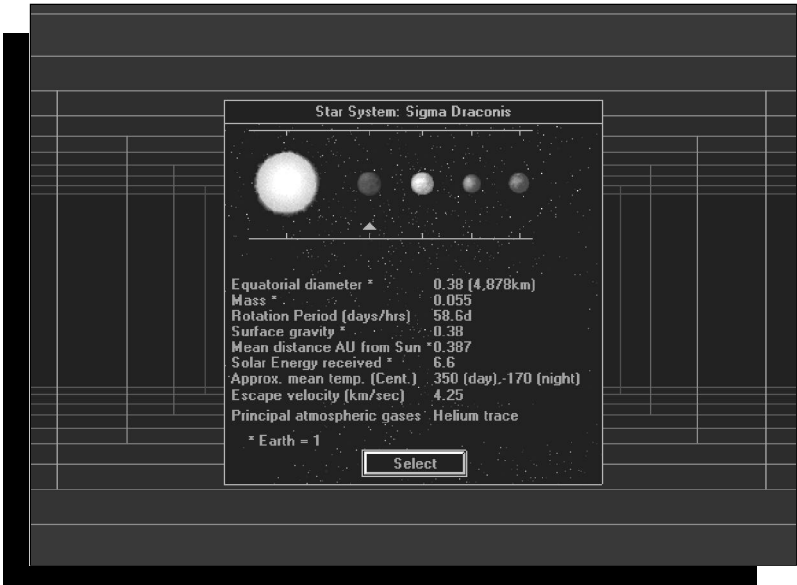 Star System: Sigma Draconis
Equatorial diameter * 0.38 (4,878km)
Mass * 0.055
Rotation Period (days/hrs) 58.6d
Surface gravity * 0.38
Mean distance AU from Sun * 0.387
Solar Energy received * 6.6
Approx. mean temp. (Cent.) 350 (day),-170 (night)
Escape velocity (km/sec) 4.25
Principal atmospheric gases Helium trace
* Earth = 1
Select